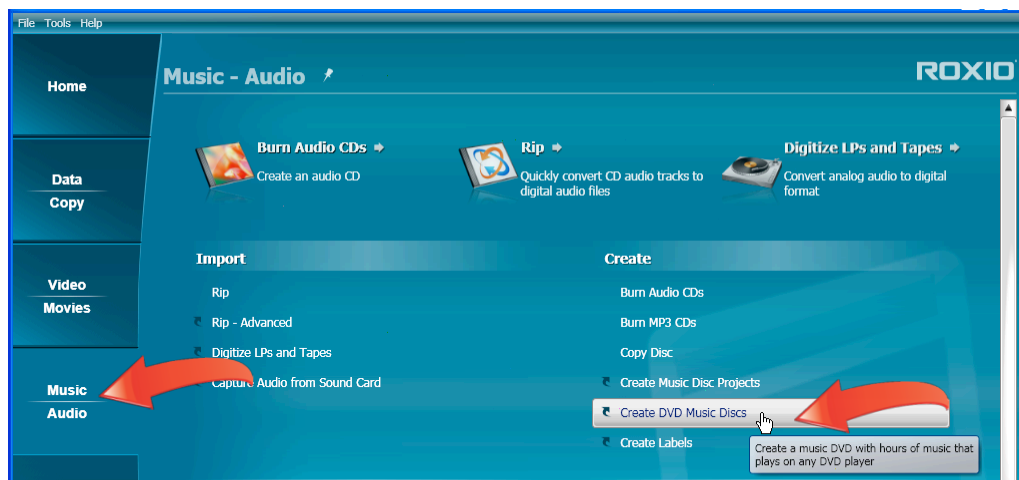 File Tools Help
Home
Music - Audio
ROXIO
Burn Audio CDs
Create an audio CD
Rip
Quickly convert CD audio tracks to
digital audio files
Digitize LPs and Tapes
Convert analog audio to digital
format
Data
Copy
Video
Movies
Music
Audio
Import
Rip
Rip - Advanced
Digitize LPs and Tapes
Capture Audio from Sound Card
Create
Burn Audio CDs
Burn MP3 CDs
Copy Disc
Create Music Disc Projects
Create DVD Music Discs
Create Labels
Create a music DVD with hours of music that
plays on any DVD player